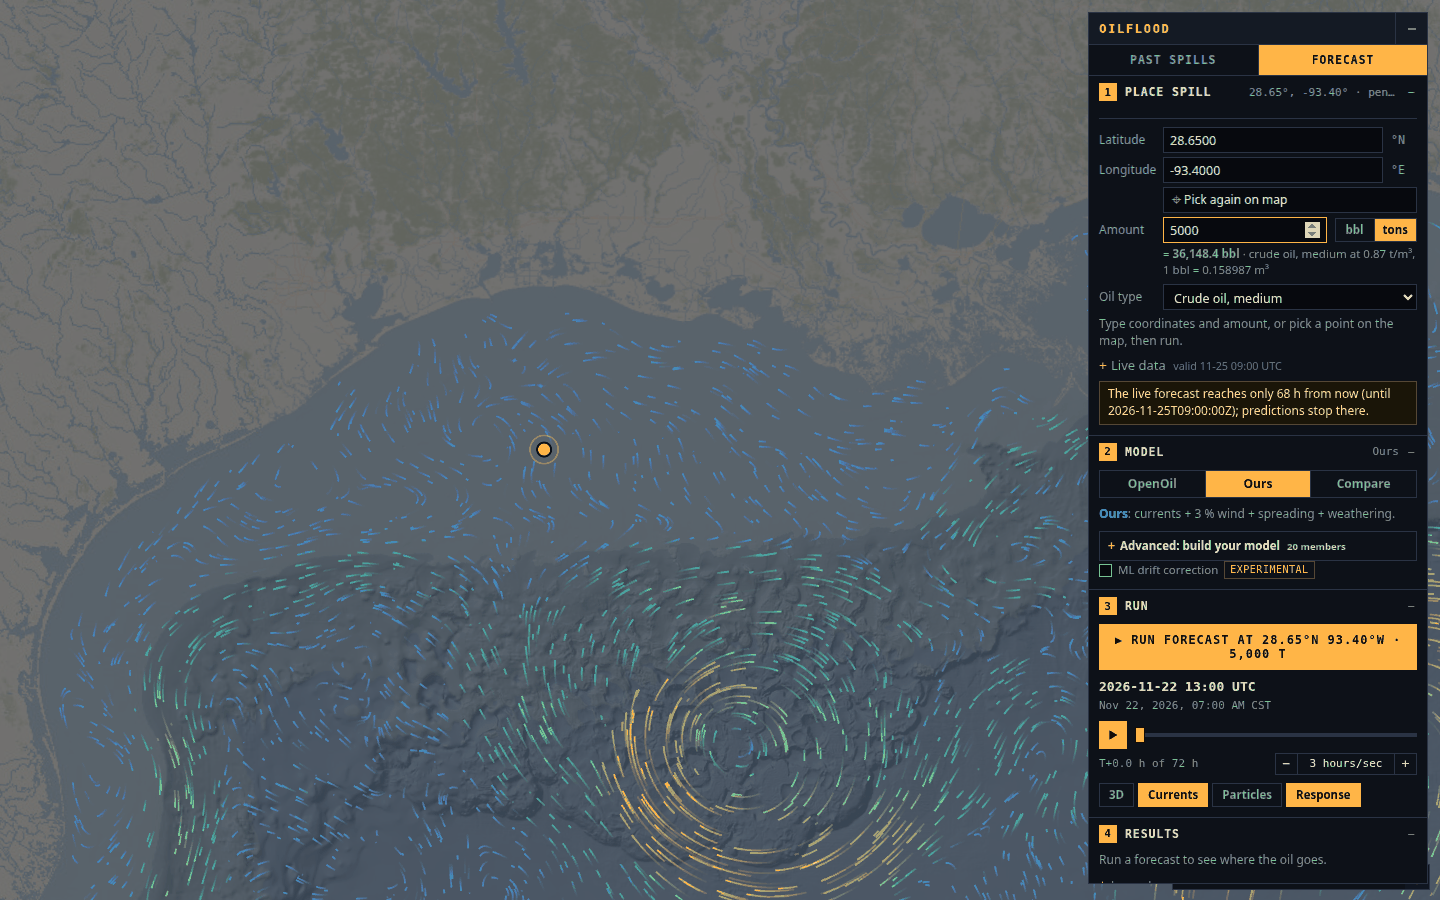 OILFLOOD –
PAST SPILLS FORECAST
1 PLACE SPILL 28.65°, -93.40° · pen… –
Latitude 28.6500 °N
Longitude -93.4000 °E
⌖ Pick again on map
Amount 5000 bbl tons
= 36,148.4 bbl · crude oil, medium at 0.87 t/m³,
1 bbl = 0.158987 m³
Oil type Crude oil, medium
Type coordinates and amount, or pick a point on the
map, then run.
+ Live data valid 11-25 09:00 UTC
The live forecast reaches only 68 h from now (until
2026-11-25T09:00:00Z); predictions stop there.
2 MODEL Ours –
OpenOil Ours Compare
Ours: currents + 3 % wind + spreading + weathering.
+ Advanced: build your model 20 members
ML drift correction EXPERIMENTAL
3 RUN –
▶ RUN FORECAST AT 28.65°N 93.40°W ·
5,000 T
2026-11-22 13:00 UTC
Nov 22, 2026, 07:00 AM CST
T+0.0 h of 72 h − 3 hours/sec +
3D Currents Particles Response
4 RESULTS –
Run a forecast to see where the oil goes.